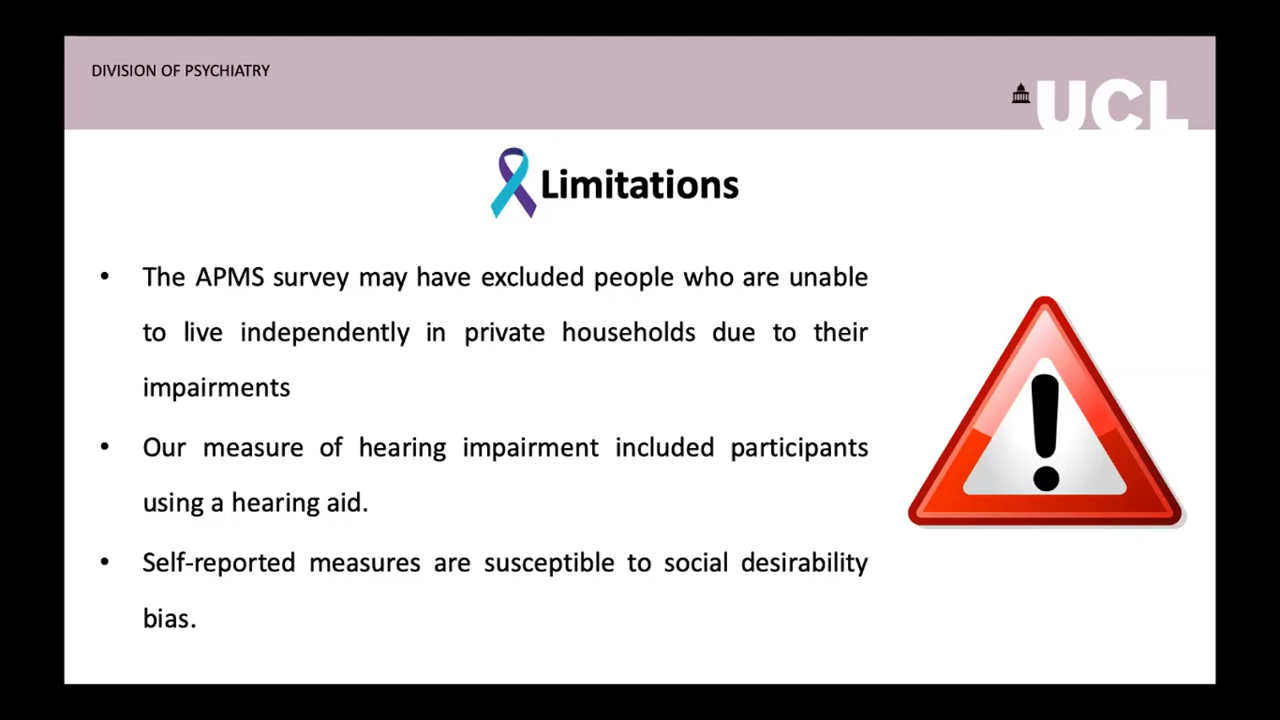 DIVISION OF PSYCHIATRY
UCL
Limitations
• The APMS survey may have excluded people who are unable
to live independently in private households due to their
impairments
• Our measure of hearing impairment included participants
using a hearing aid.
• Self-reported measures are susceptible to social desirability
bias.